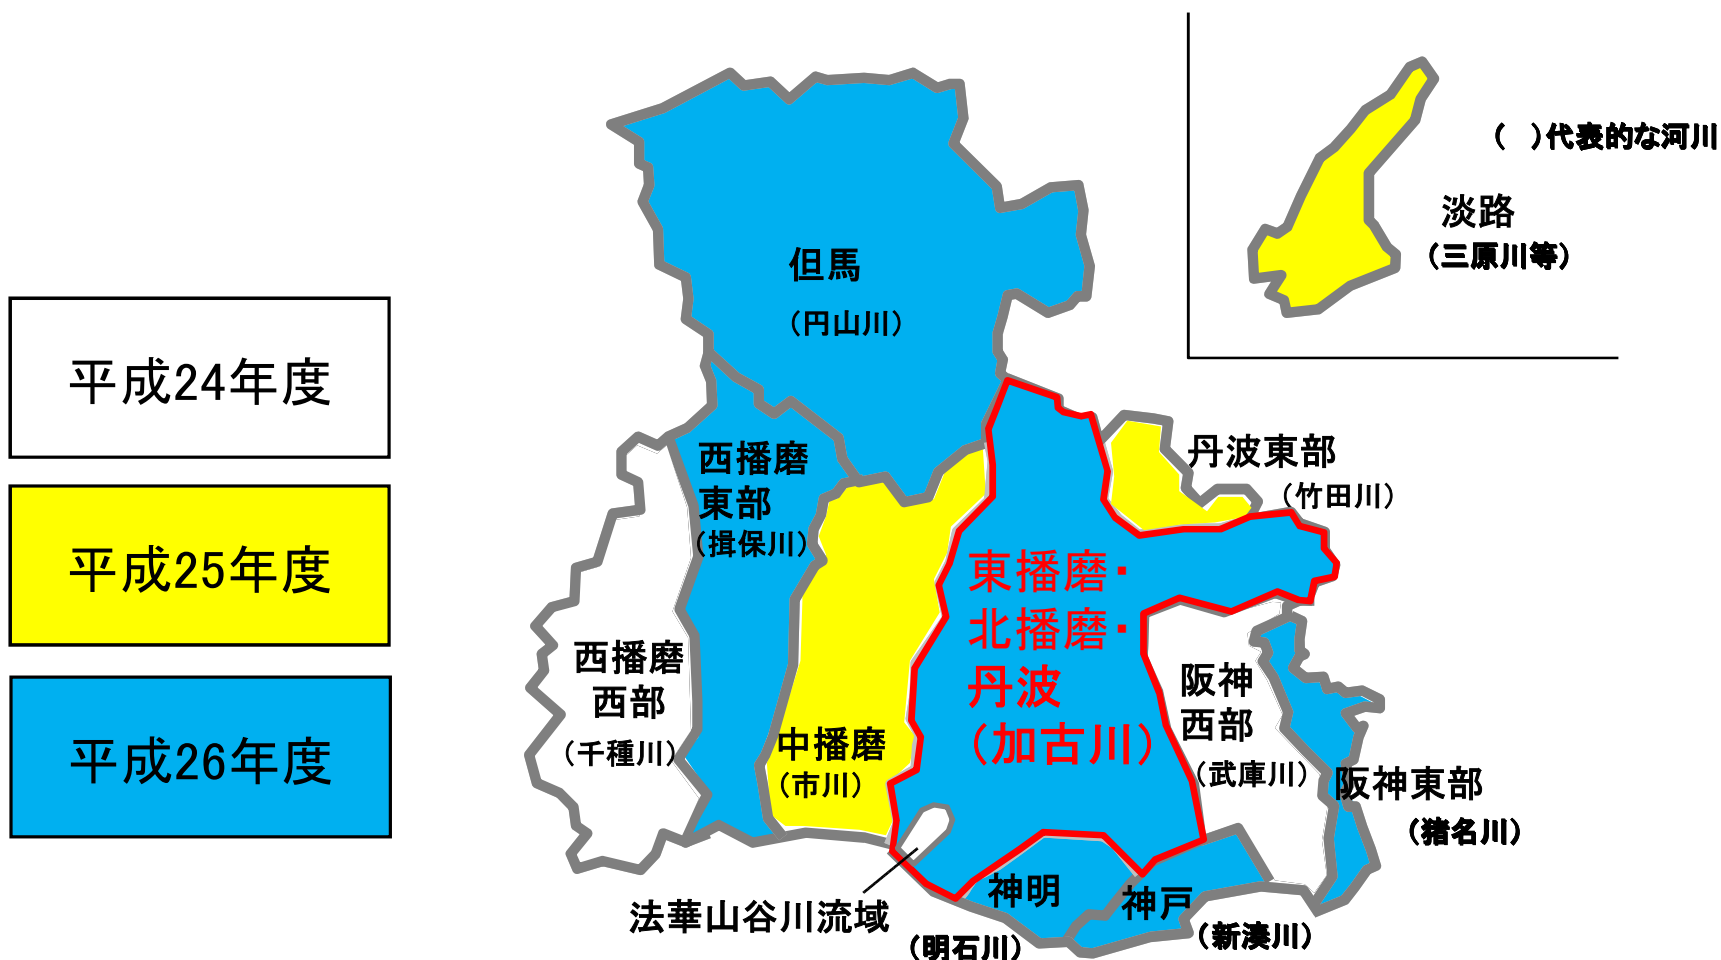 平成24年度
平成25年度
平成26年度
( )代表的な河川
淡路
(三原川等)
但馬
(円山川)
西播磨
東部
(揖保川)
丹波東部
(竹田川)
東播磨・
北播磨・
丹波
(加古川)
西播磨
西部
(千種川)
中播磨
(市川)
阪神
西部
(武庫川)
阪神東部
(猪名川)
神明
(明石川)
神戸
(新湊川)
法華山谷川流域